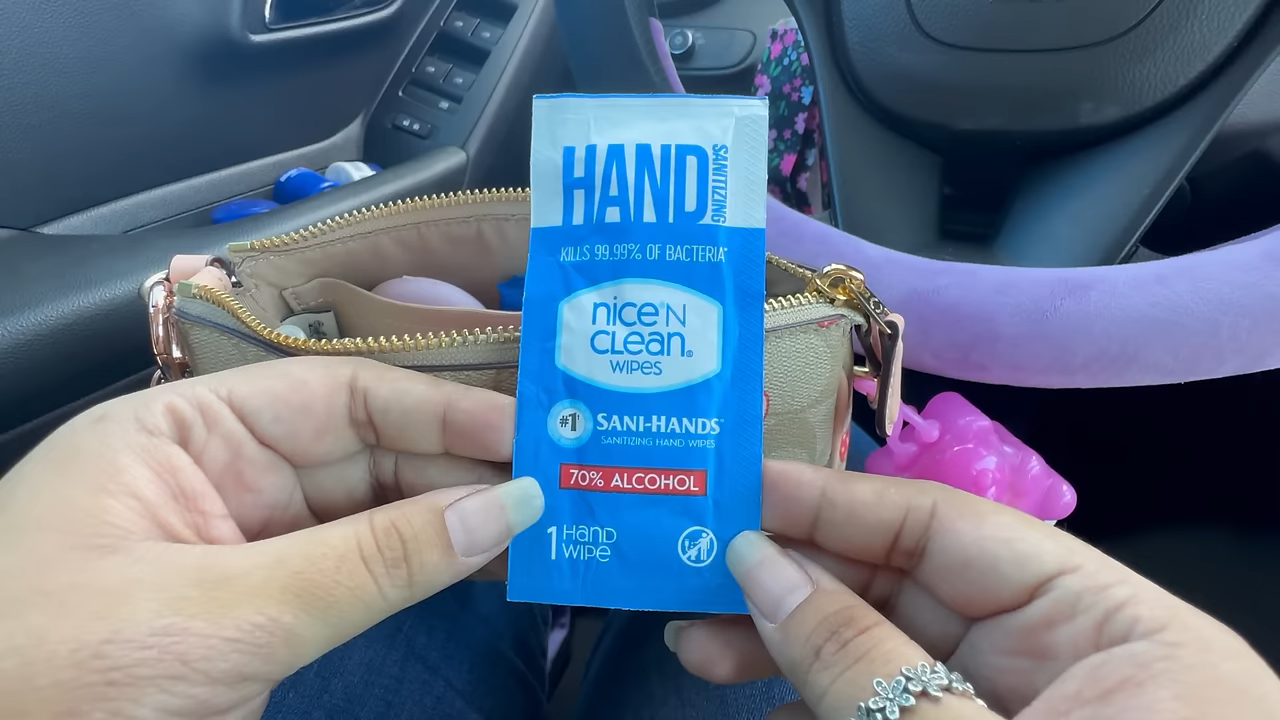 HAND SANITIZING
KILLS 99.99% OF BACTERIA*
nice'N
CLean®
WIPES
#1 SANI-HANDS™
SANITIZING HAND WIPES
70% ALCOHOL
1 HAND
WIPE